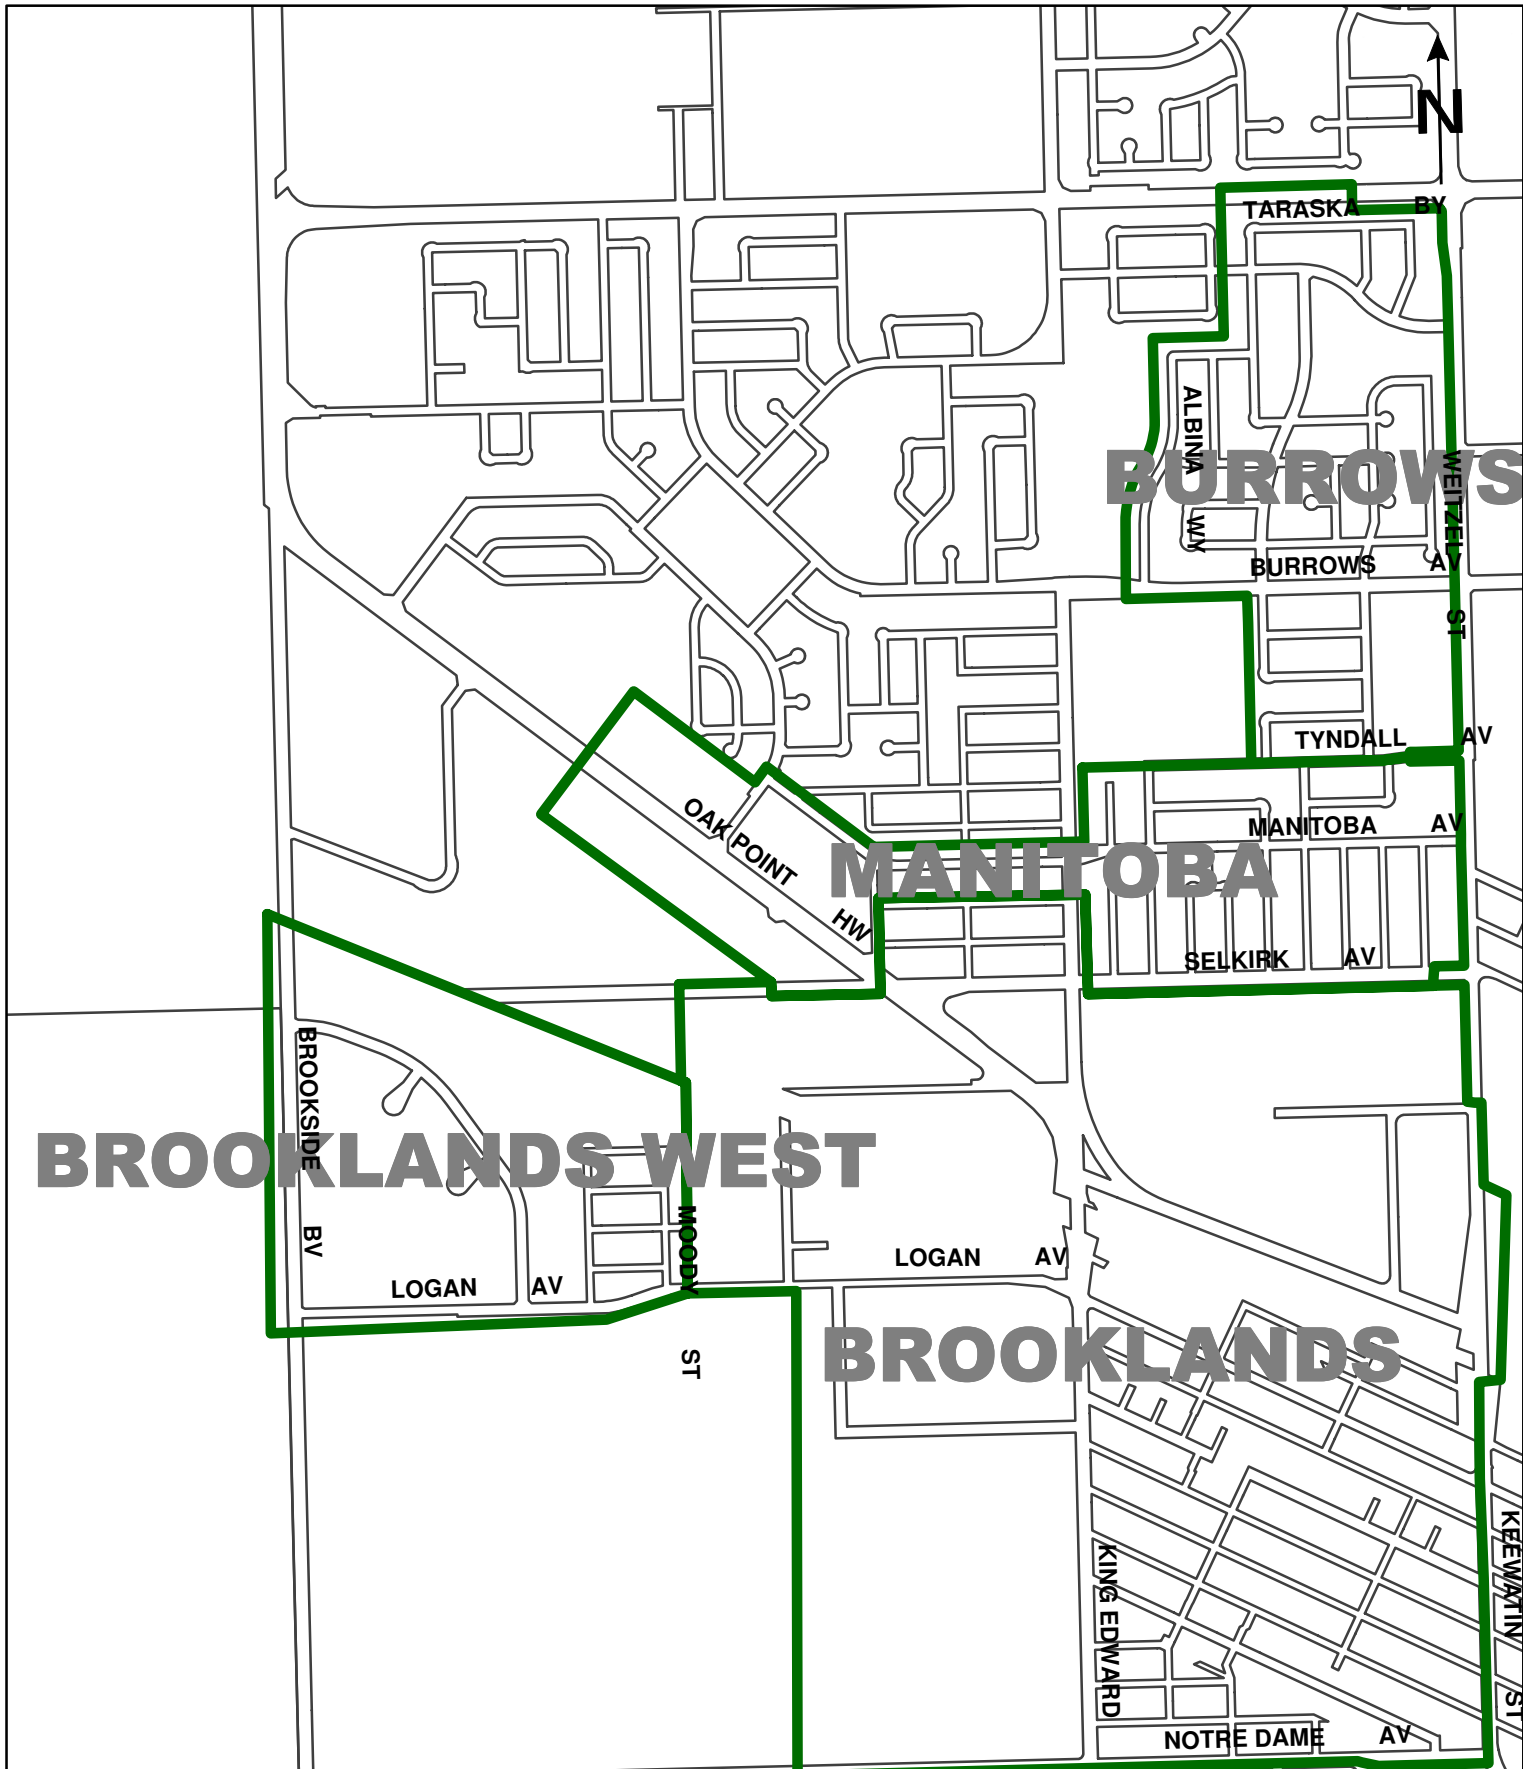 N
TARASKA BY
ALBINA WY
BURROWS
WEITZEL ST
BURROWS AV
TYNDALL AV
OAK POINT HW
MANITOBA AV
MANITOBA
SELKIRK AV
BROOKSIDE BV
BROOKLANDS WEST
MOODY ST
LOGAN AV
LOGAN AV
BROOKLANDS
KING EDWARD
KEEWATIN ST
NOTRE DAME AV